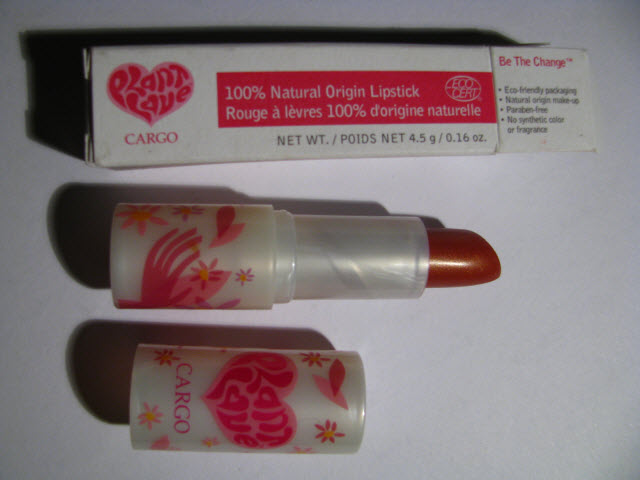 PLANT
LOVE
CARGO
100% Natural Origin Lipstick
Rouge à lèvres 100% d'origine naturelle
ECO
CERT
NET WT. / POIDS NET 4.5 g / 0.16 oz.
Be The Change™
• Eco-friendly packaging
• Natural origin make-up
• Paraben-free
• No synthetic color
or fragrance
CARGO
PLANT
LOVE